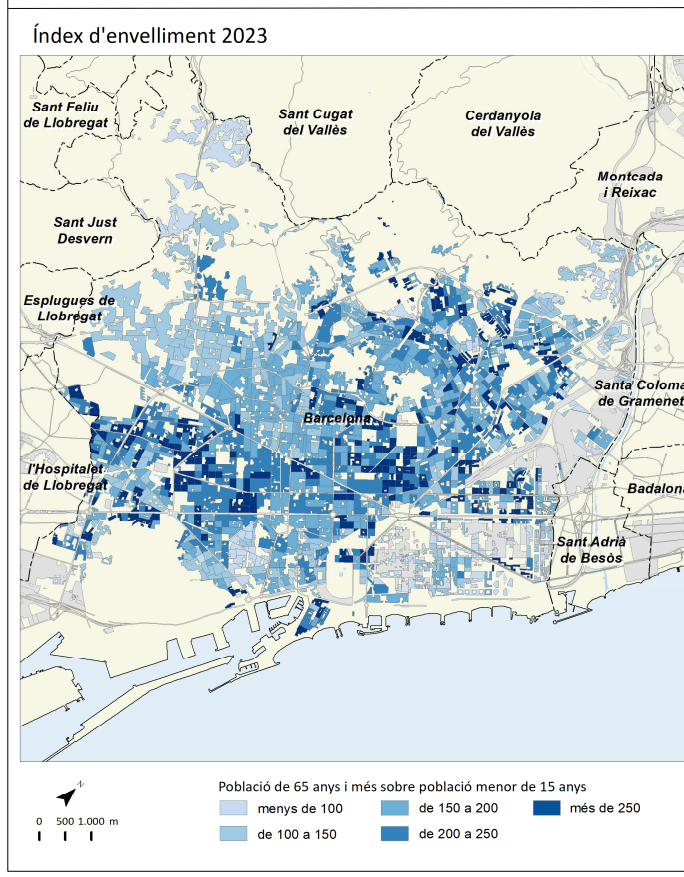 Índex d'envelliment 2023
Sant Feliu
de Llobregat
Sant Cugat
del Vallès
Cerdanyola
del Vallès
Montcada
i Reixac
Sant Just
Desvern
Esplugues de
Llobregat
Santa Coloma
de Gramenet
Barcelona
l'Hospitalet
de Llobregat
Badalona
Sant Adrià
de Besòs
N
0 500 1.000 m
Població de 65 anys i més sobre població menor de 15 anys
menys de 100
de 150 a 200
més de 250
de 100 a 150
de 200 a 250